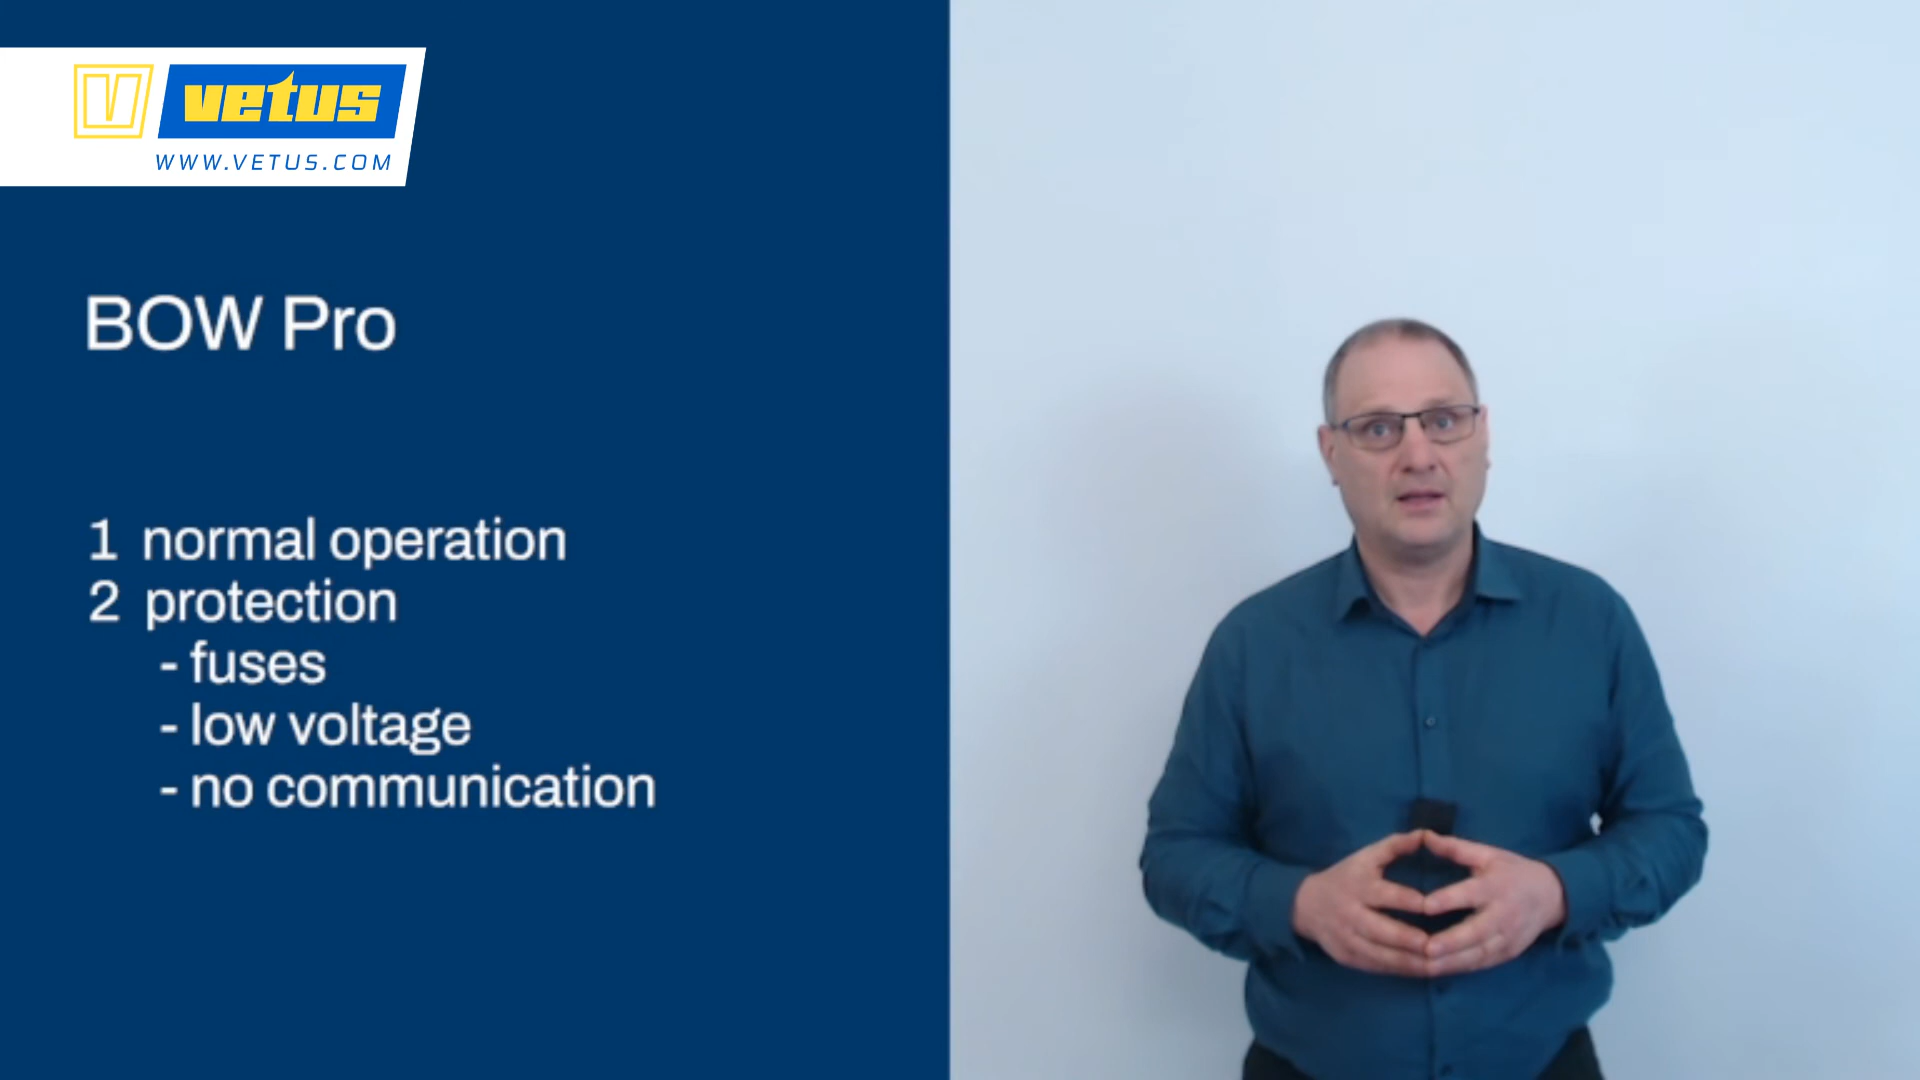 V vetus
WWW.VETUS.COM
BOW Pro
1 normal operation
2 protection
- fuses
- low voltage
- no communication